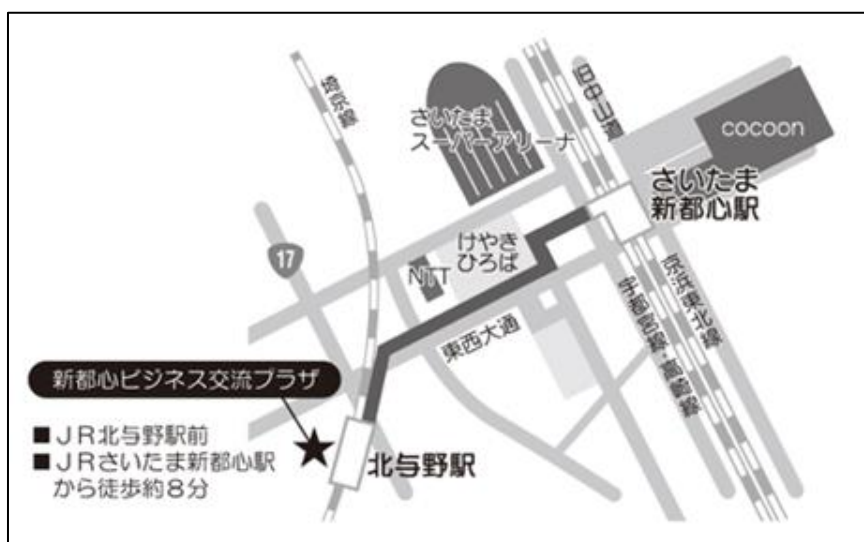 埼京線
さいたま
スーパーアリーナ
旧中山道
cocoon
さいたま
新都心駅
けやき
ひろば
NTT
17
東西大通
宇都宮線・高崎線
京浜東北線
新都心ビジネス交流プラザ
■JR北与野駅前
■JRさいたま新都心駅
から徒歩約8分
北与野駅